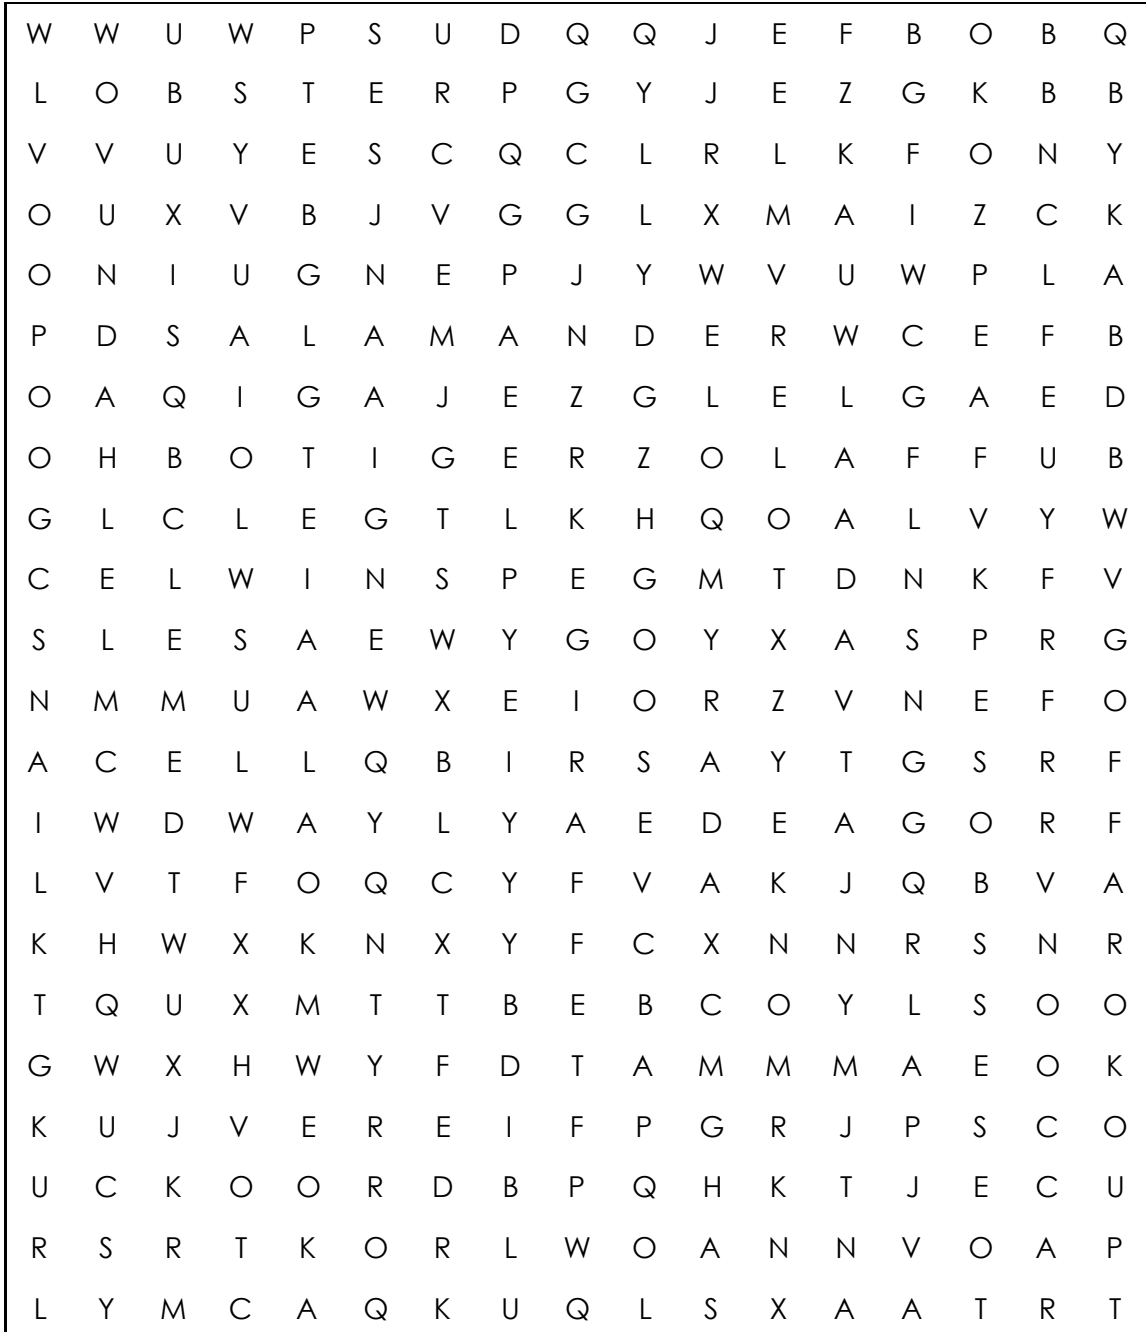 W W U W P S U D Q Q J E F B O B Q
L O B S T E R P G Y J E Z G K B B
V V U Y E S C Q C L R L K F O N Y
O U X V B J V G G L X M A I Z C K
O N I U G N E P J Y W V U W P L A
P D S A L A M A N D E R W C E F B
O A Q I G A J E Z G L E L G A E D
O H B O T I G E R Z O L A F F U B
G L C L E G T L K H Q O A L V Y W
C E L W I N S P E G M T D N K F V
S L E S A E W Y G O Y X A S P R G
N M M U A W X E I O R Z V N E F O
A C E L L Q B I R S A Y T G S R F
I W D W A Y L Y A E D E A G O R F
L V T F O Q C Y F V A K J Q B V A
K H W X K N X Y F C X N N R S N R
T Q U X M T T B E B C O Y L S O O
G W X H W Y F D T A M M M A E O K
K U J V E R E I F P G R J P S C O
U C K O O R D B P Q H K T J E C U
R S R T K O R L W O A N N V O A P
L Y M C A Q K U Q L S X A A T R T